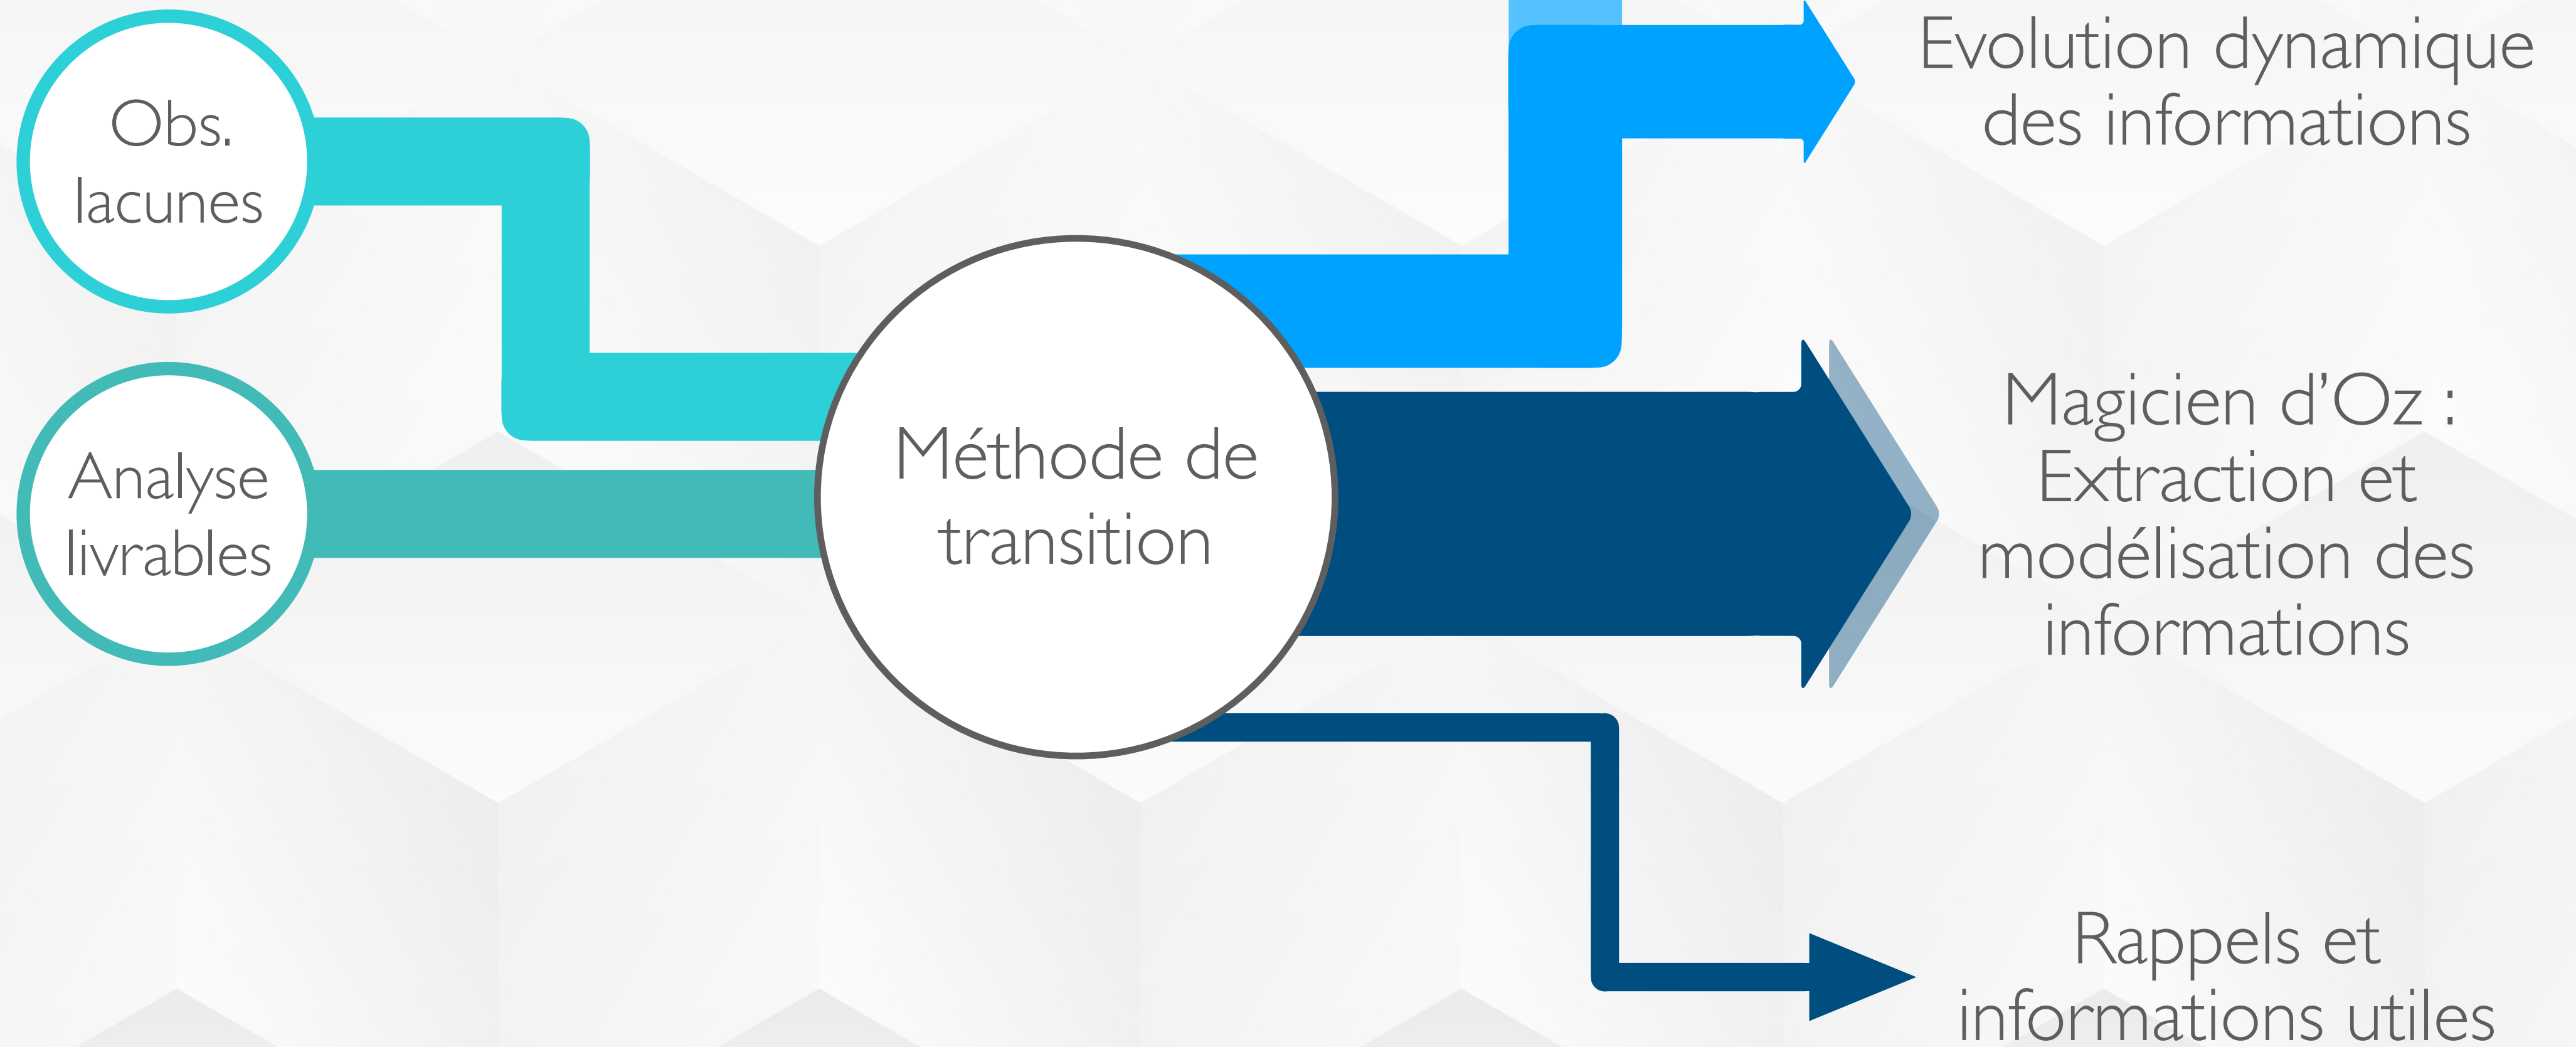 Obs.
lacunes
Analyse
livrables
Méthode de
transition
Evolution dynamique
des informations
Magicien d’Oz :
Extraction et
modélisation des
informations
Rappels et
informations utiles